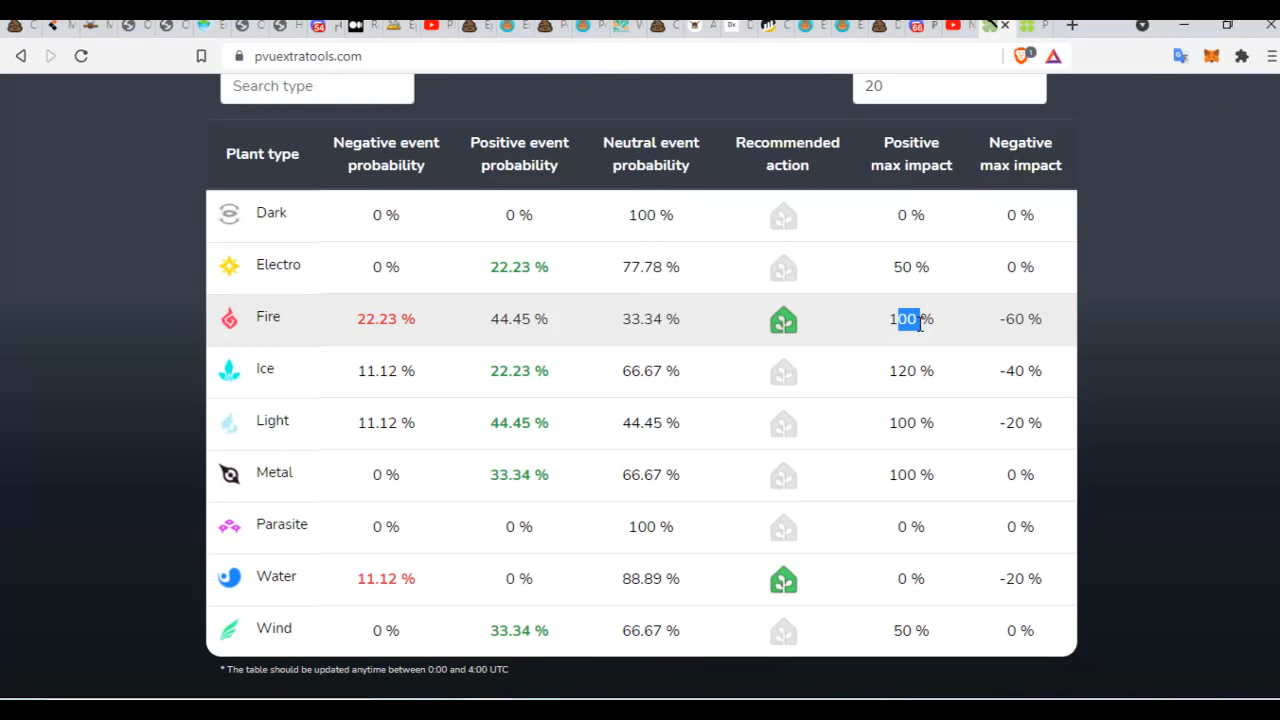 pvuextratools.com
1
Search type
20
Plant type
Negative event probability
Positive event probability
Neutral event probability
Recommended action
Positive max impact
Negative max impact
Dark 0 % 0 % 100 % 0 % 0 %
Electro 0 % 22.23 % 77.78 % 50 % 0 %
Fire 22.23 % 44.45 % 33.34 % 100 % -60 %
Ice 11.12 % 22.23 % 66.67 % 120 % -40 %
Light 11.12 % 44.45 % 44.45 % 100 % -20 %
Metal 0 % 33.34 % 66.67 % 100 % 0 %
Parasite 0 % 0 % 100 % 0 % 0 %
Water 11.12 % 0 % 88.89 % 0 % -20 %
Wind 0 % 33.34 % 66.67 % 50 % 0 %
* The table should be updated anytime between 0:00 and 4:00 UTC